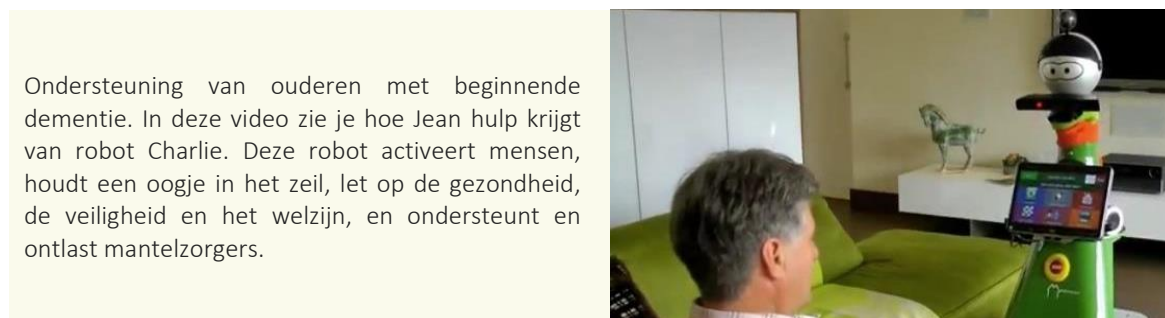 Ondersteuning van ouderen met beginnende
dementie. In deze video zie je hoe Jean hulp krijgt
van robot Charlie. Deze robot activeert mensen,
houdt een oogje in het zeil, let op de gezondheid,
de veiligheid en het welzijn, en ondersteunt en
ontlast mantelzorgers.